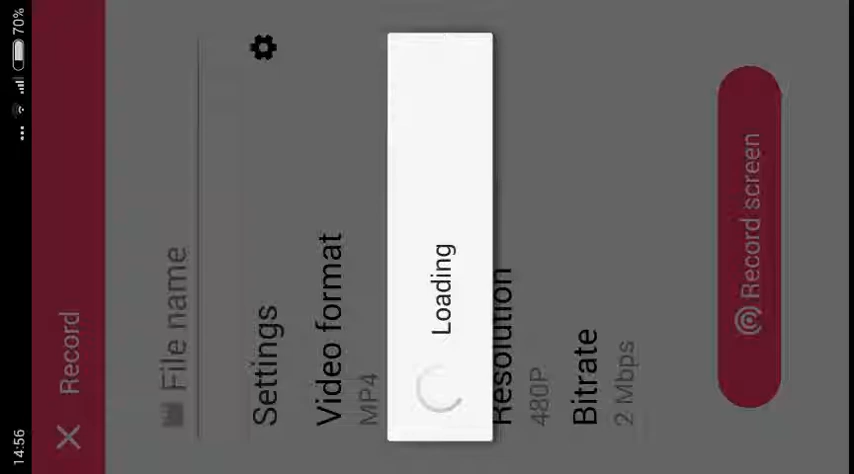 14:56
70%
Record
File name
Settings
Video format
MP4
Loading
Resolution
480P
Bitrate
2 Mbps
Record screen